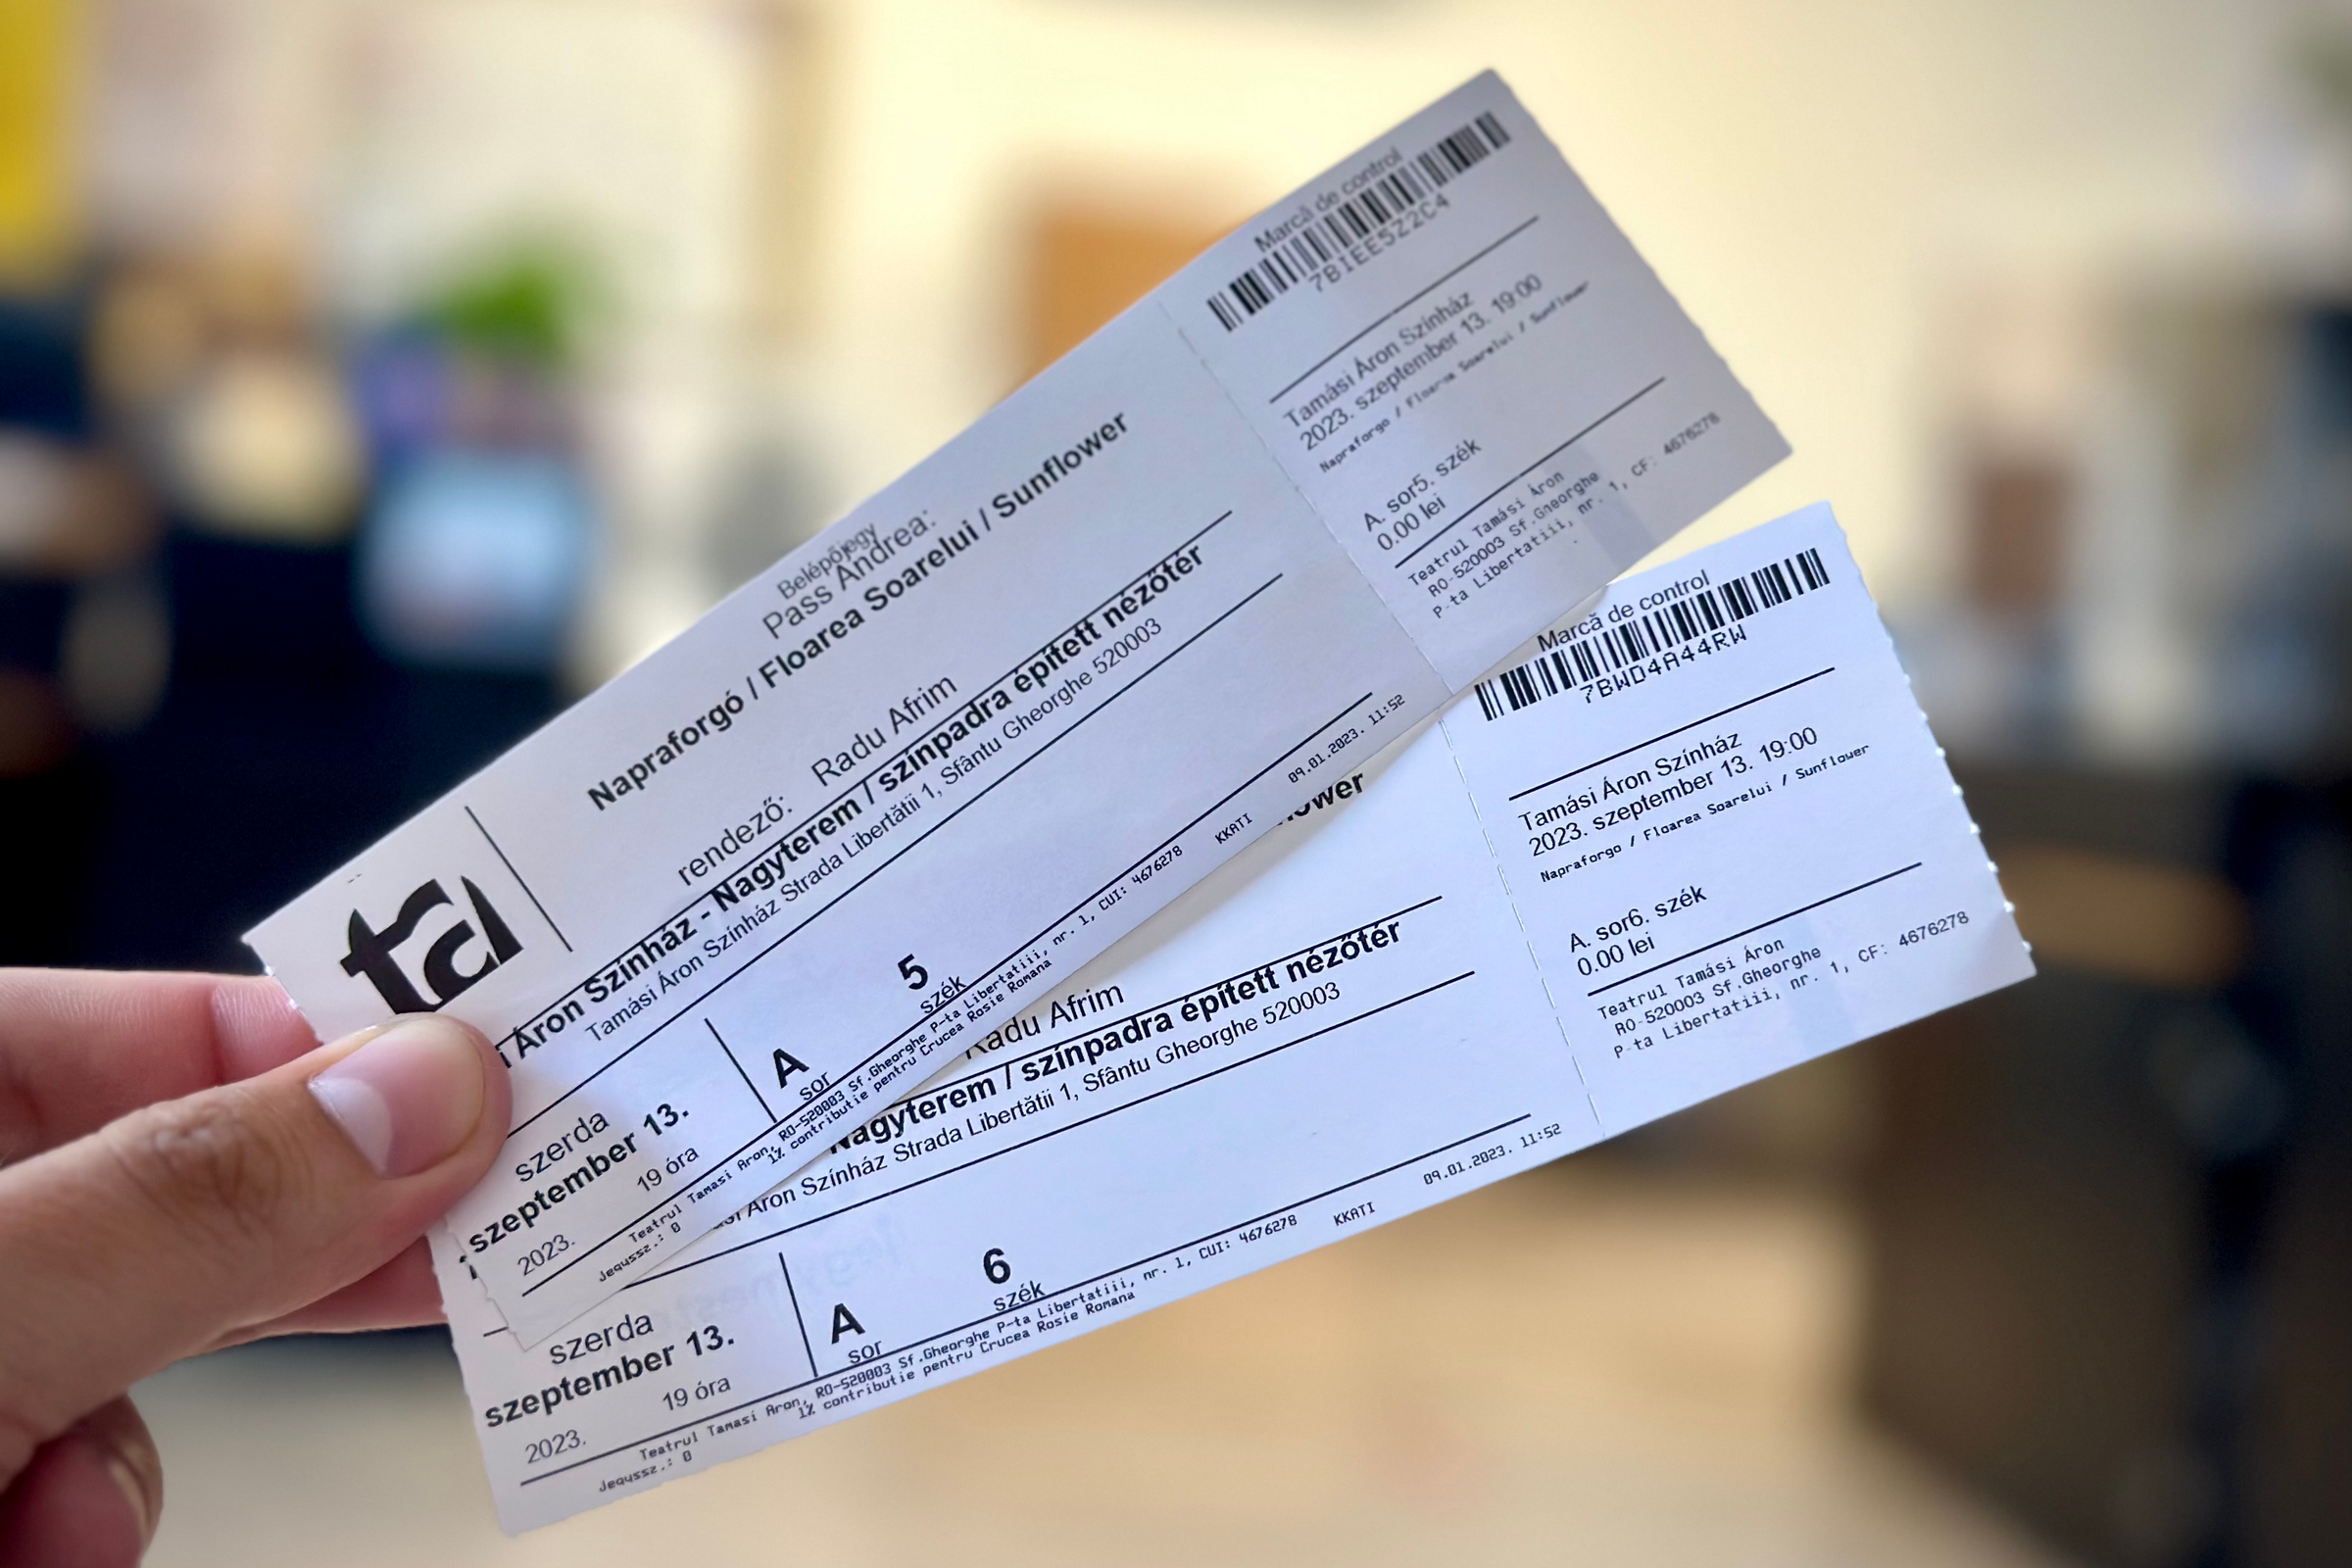 Belépőjegy
Pass Andrea:
Napraforgó / Floarea Soarelui / Sunflower
rendező: Radu Afrim
Áron Színház - Nagyterem / színpadra épített nézőtér
Tamási Áron Színház Strada Libertătii 1, Sfântu Gheorghe 520003
ta
szerda
szeptember 13.
19 óra
2023.
A
sor
5
szék
Teatrul Tamasi Aron, RO-520003 Sf.Gheorghe P-ta Libertatiii, nr. 1, CUI: 4676278 KKATI 09.01.2023. 11:52
1% contributie pentru Crucea Rosie Romana
Jegyssz.: 0
Marcă de control
7BIEE5Z2C4
Tamási Áron Színház
2023. szeptember 13. 19:00
Napraforgo / Floarea Soarelui / Sunflower
A. sor5. szék
0.00 lei
Teatrul Tamási Áron
RO-520003 Sf.Gheorghe
P-ta Libertatiii, nr. 1, CF: 4676278
Radu Afrim
Nagyterem / színpadra épített nézőtér
Áron Színház Strada Libertătii 1, Sfântu Gheorghe 520003
szerda
szeptember 13.
19 óra
2023.
A
sor
6
szék
Teatrul Tamasi Aron, RO-520003 Sf.Gheorghe P-ta Libertatiii, nr. 1, CUI: 4676278 KKATI 09.01.2023. 11:52
1% contributie pentru Crucea Rosie Romana
Jegyssz.: 0
Marcă de control
7BWD4A44RW
Tamási Áron Színház
2023. szeptember 13. 19:00
Napraforgo / Floarea Soarelui / Sunflower
A. sor6. szék
0.00 lei
Teatrul Tamási Áron
RO-520003 Sf.Gheorghe
P-ta Libertatiii, nr. 1, CF: 4676278